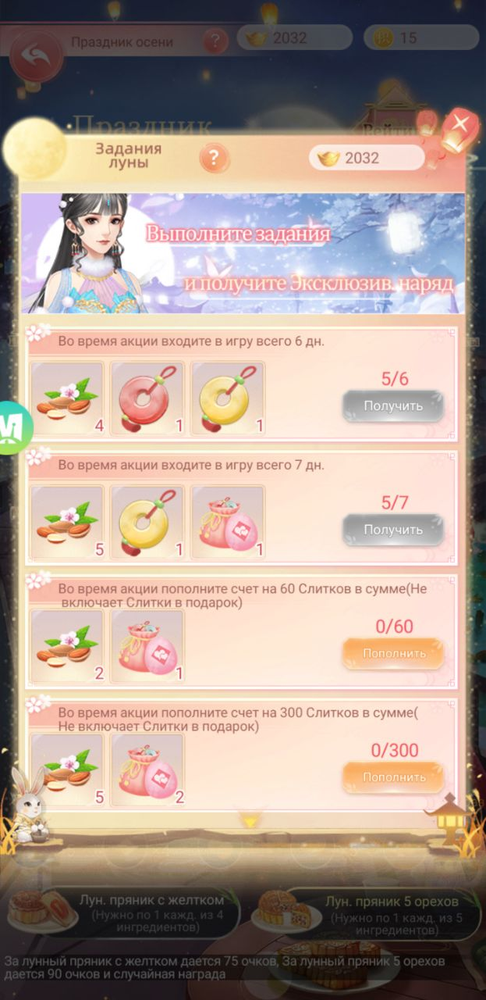 Праздник осени
?
2032
15
Праздник
Рейти
Задания
луны
?
2032
Выполните задания
и получите Эксклюзив. наряд
Во время акции входите в игру всего 6 дн.
5/6
4
1
1
Получить
Во время акции входите в игру всего 7 дн.
5/7
5
1
1
Получить
Во время акции пополните счет на 60 Слитков в сумме(Не
включает Слитки в подарок)
0/60
2
1
Пополнить
Во время акции пополните счет на 300 Слитков в сумме(
Не включает Слитки в подарок)
0/300
5
2
Пополнить
Лун. пряник с желтком
(Нужно по 1 кажд. из 4
ингредиентов)
Лун. пряник 5 орехов
(Нужно по 1 кажд. из 5
ингредиентов)
За лунный пряник с желтком дается 75 очков, За лунный пряник 5 орехов
дается 90 очков и случайная награда